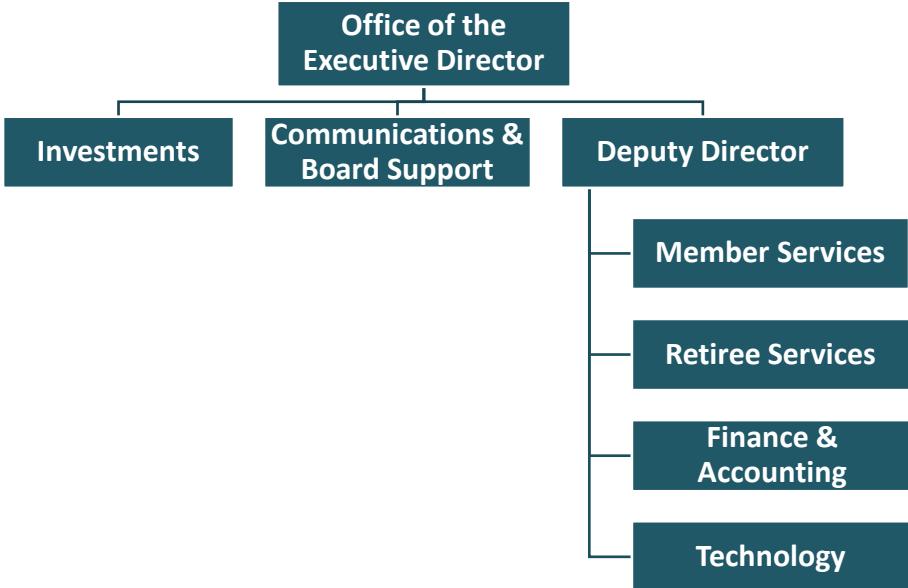 Office of the
Executive Director
Investments
Communications &
Board Support
Deputy Director
Member Services
Retiree Services
Finance &
Accounting
Technology